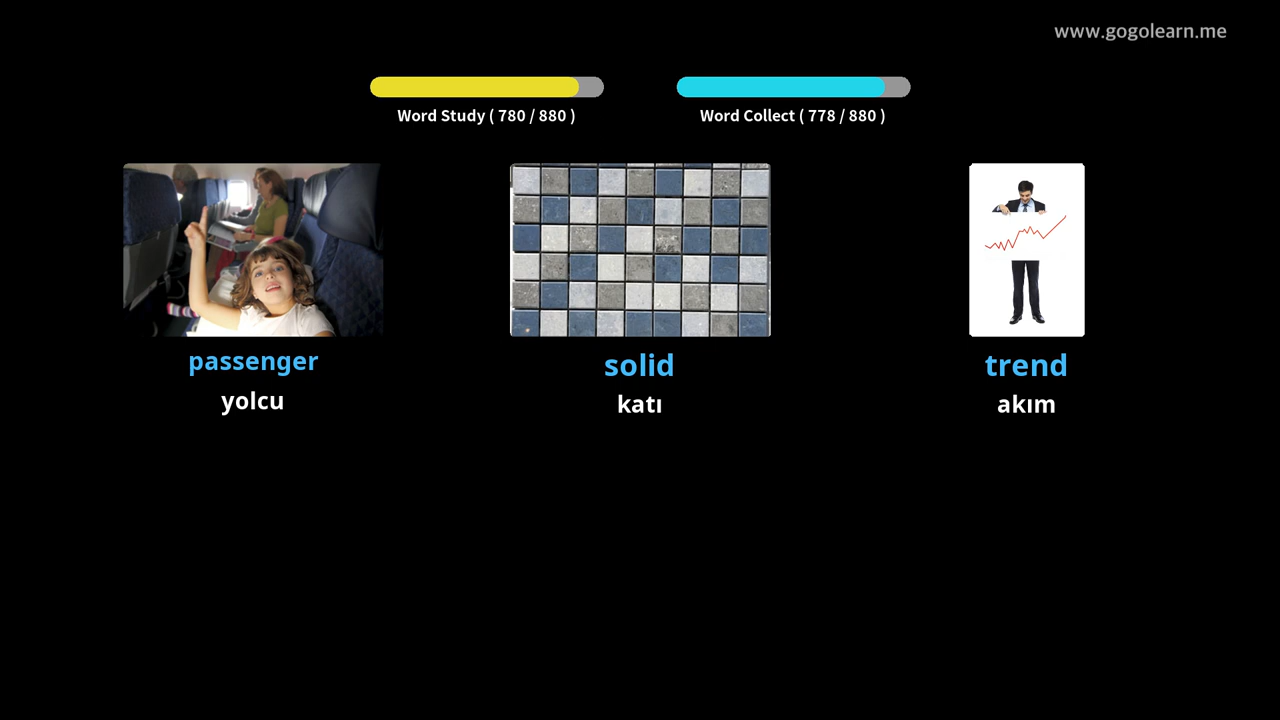 www.gogolearn.me
Word Study ( 780 / 880 )
Word Collect ( 778 / 880 )
passenger
yolcu
solid
katı
trend
akım